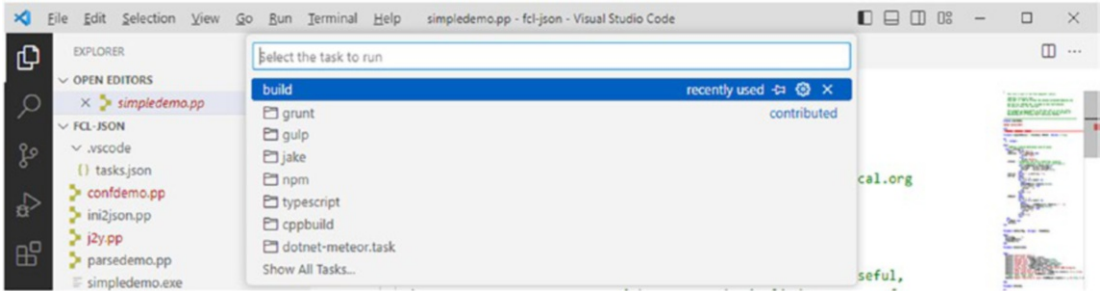 File Edit Selection View Go Run Terminal Help simpledemo.pp - fcl-json - Visual Studio Code
EXPLORER
OPEN EDITORS
simpledemo.pp
FCL-JSON
.vscode
{} tasks.json
confdemo.pp
ini2json.pp
j2y.pp
parsedemo.pp
simpledemo.exe
Select the task to run
build recently used
grunt contributed
gulp
jake
npm
typescript
cppbuild
dotnet-meteor.task
Show All Tasks...
cal.org
seful,